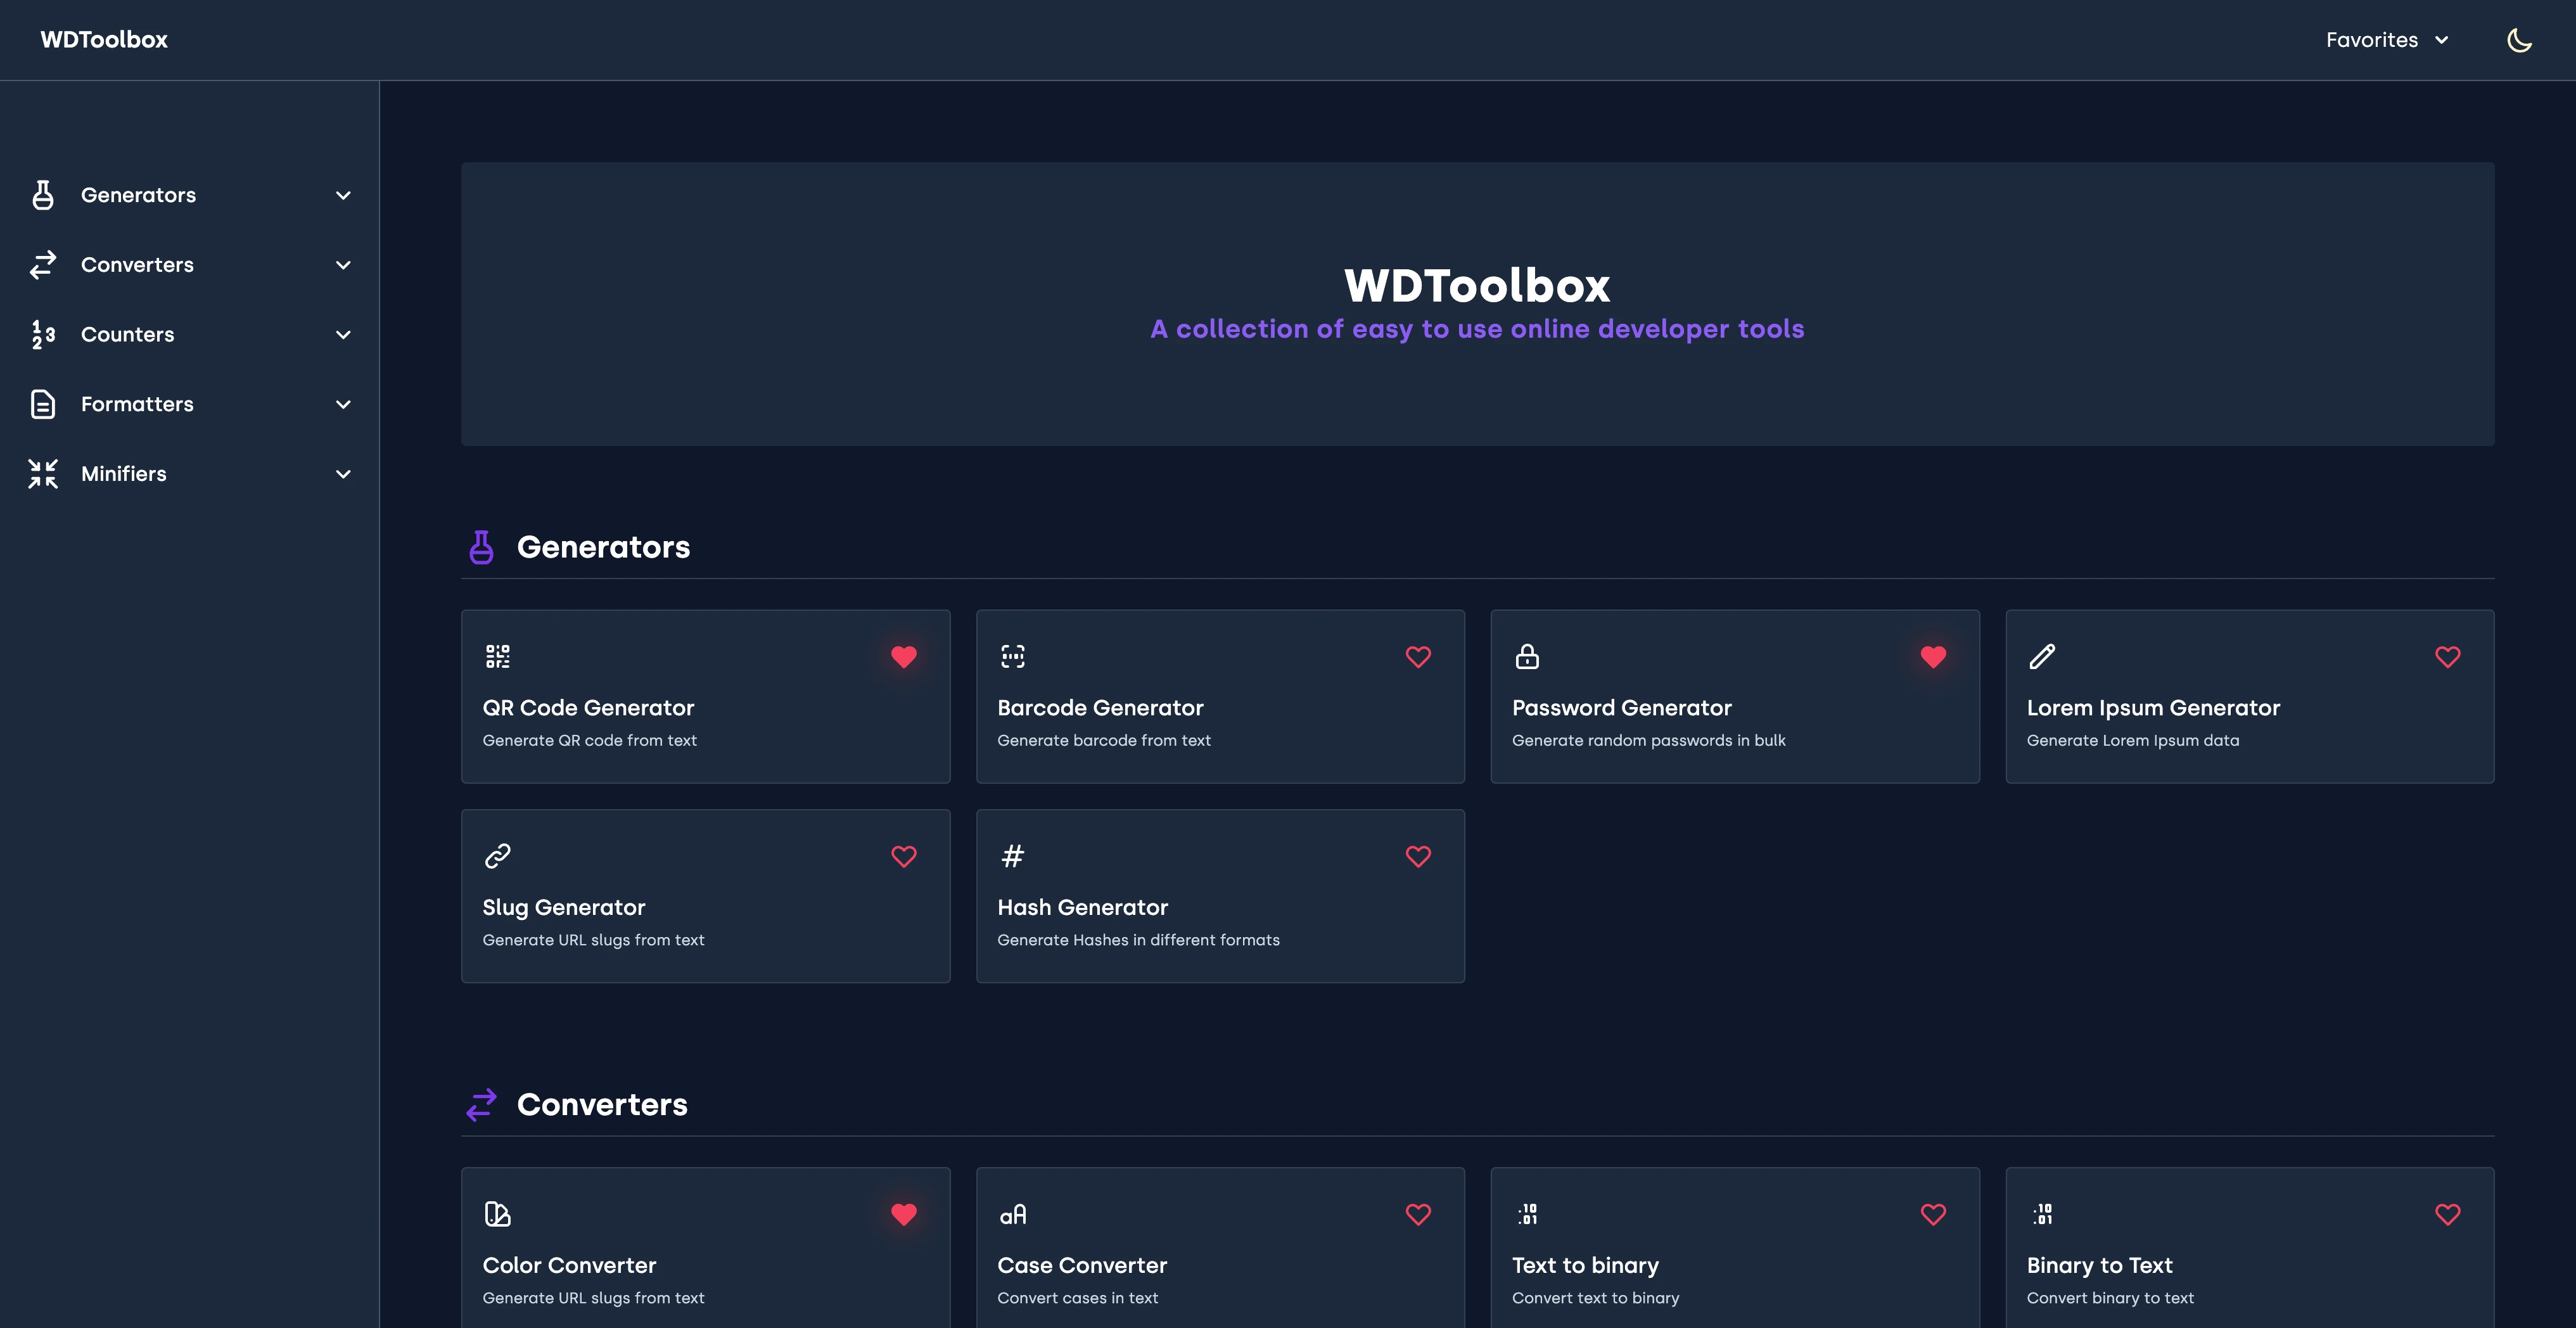 WDToolbox
Favorites
Generators
Converters
Counters
Formatters
Minifiers
WDToolbox
A collection of easy to use online developer tools
Generators
QR Code Generator
Generate QR code from text
Barcode Generator
Generate barcode from text
Password Generator
Generate random passwords in bulk
Lorem Ipsum Generator
Generate Lorem Ipsum data
Slug Generator
Generate URL slugs from text
Hash Generator
Generate Hashes in different formats
Converters
Color Converter
Generate URL slugs from text
Case Converter
Convert cases in text
Text to binary
Convert text to binary
Binary to Text
Convert binary to text